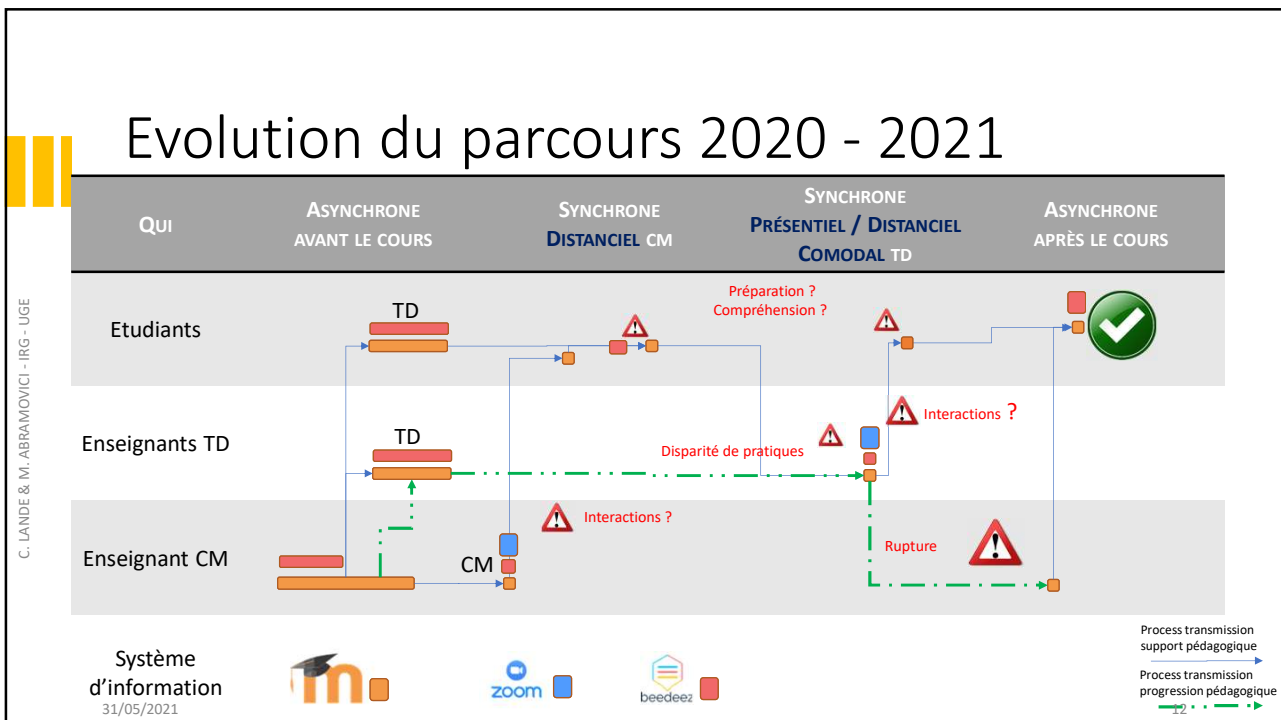 Evolution du parcours 2020 - 2021
QUI
ASYNCHRONE
AVANT LE COURS
SYNCHRONE
DISTANCIEL CM
SYNCHRONE
PRÉSENTIEL / DISTANCIEL
COMODAL TD
ASYNCHRONE
APRÈS LE COURS
C. LANDE & M. ABRAMOVICI - IRG - UGE
Etudiants
TD
Préparation ?
Compréhension ?
Enseignants TD
TD
Disparité de pratiques
Interactions ?
Enseignant CM
CM
Interactions ?
Rupture
Système
d’information
m
zoom
beedeez
Process transmission
support pédagogique
Process transmission
progression pédagogique
31/05/2021
12